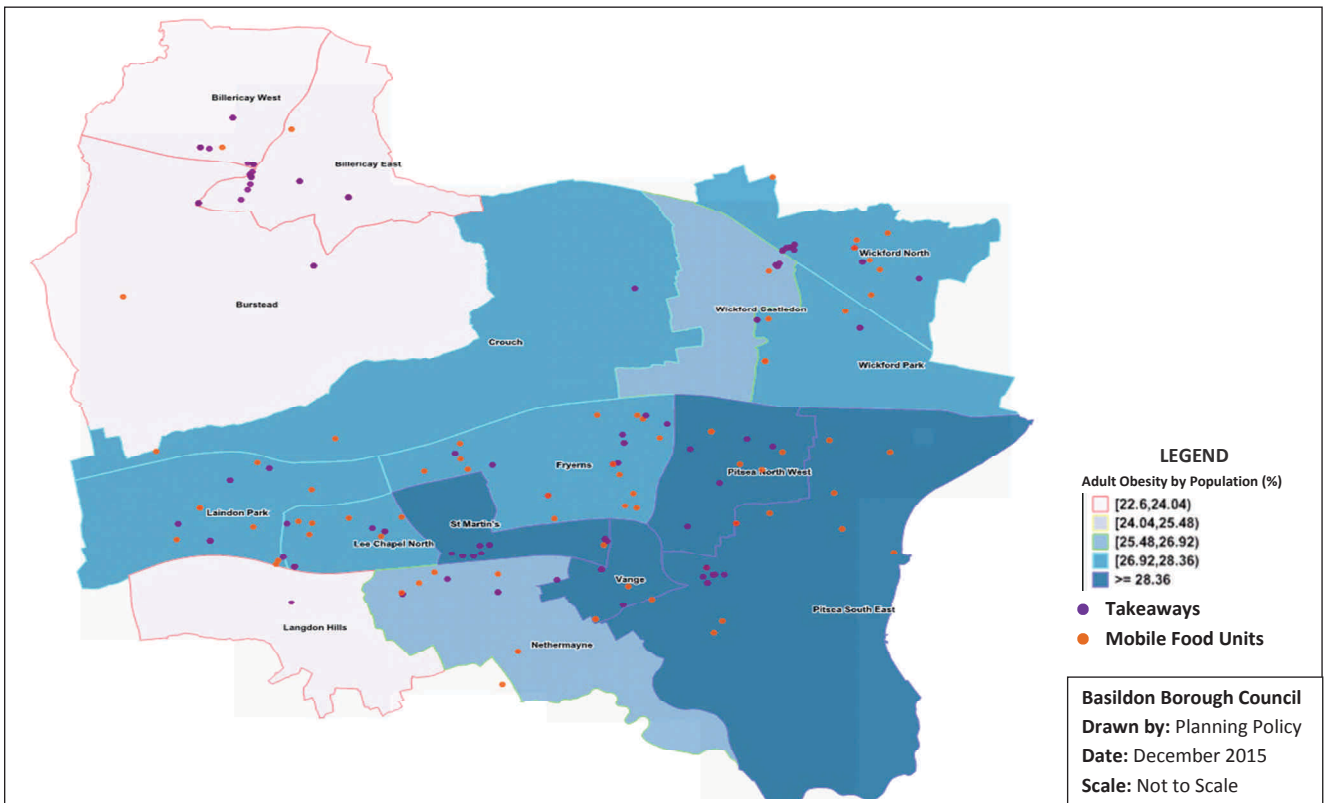 Billericay West
Billericay East
Burstead
Crouch
Wickford North
Wickford Castledon
Wickford Park
Fryerns
Pitsea North West
Laindon Park
St Martin's
Lee Chapel North
Vange
Pitsea South East
Langdon Hills
Nethermayne
LEGEND
Adult Obesity by Population (%)
[22.6,24.04)
[24.04,25.48)
[25.48,26.92)
[26.92,28.36)
>= 28.36
Takeaways
Mobile Food Units
Basildon Borough Council
Drawn by: Planning Policy
Date: December 2015
Scale: Not to Scale